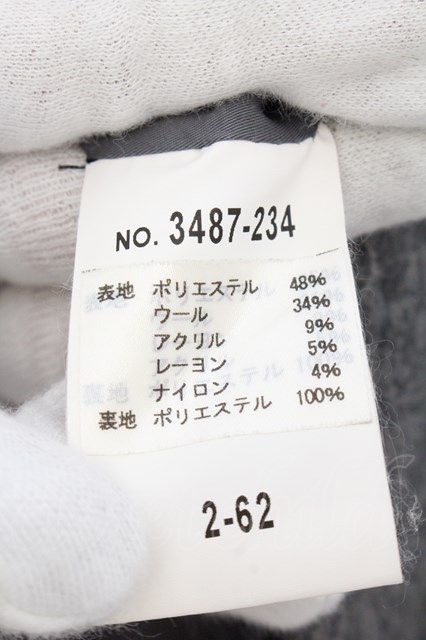 NO. 3487-234
表地 ポリエステル 48%
ウール 34%
アクリル 9%
レーヨン 5%
ナイロン 4%
裏地 ポリエステル 100%
2-62